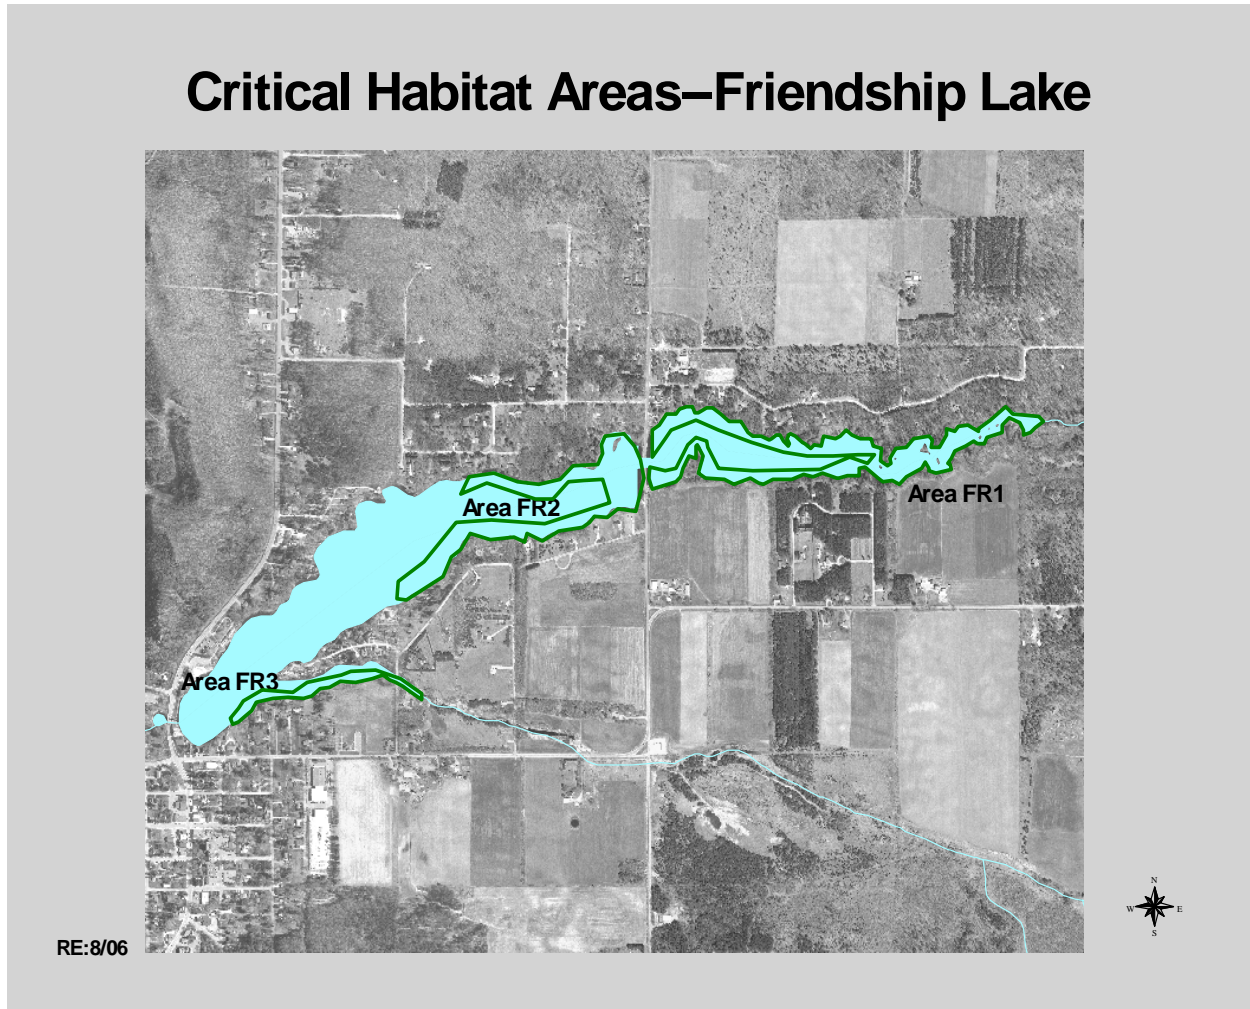 Critical Habitat Areas–Friendship Lake
Area FR2
Area FR1
Area FR3
N
W
E
S
RE:8/06